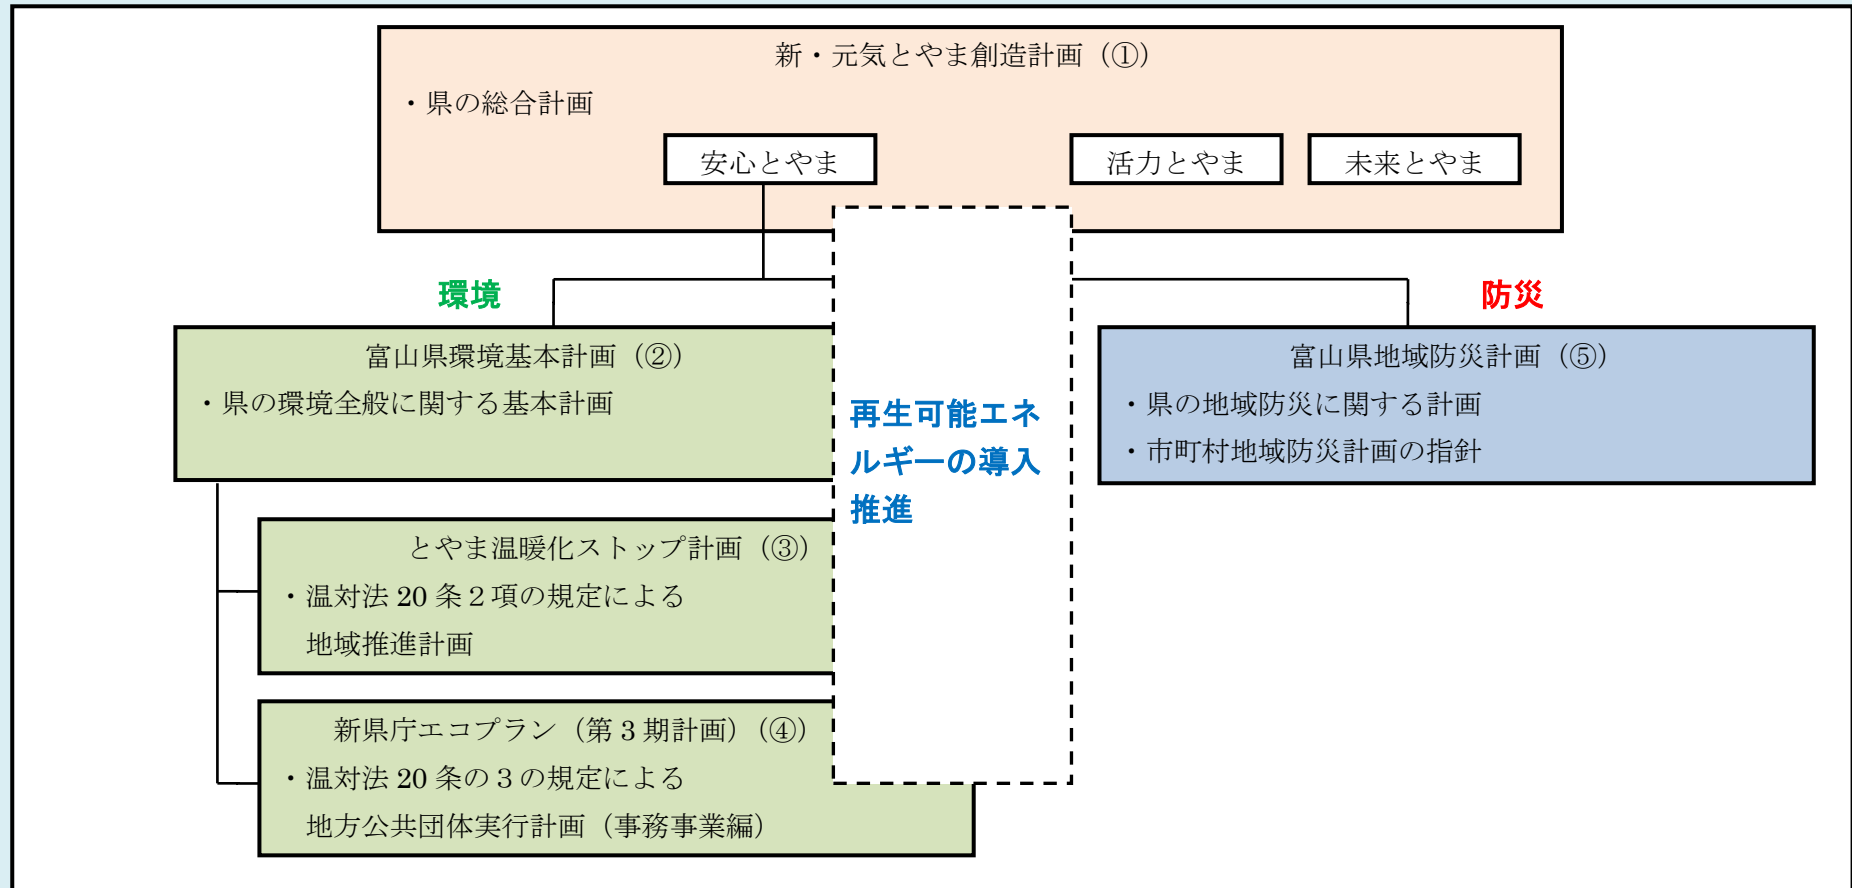 新・元気とやま創造計画（①）
・県の総合計画
安心とやま
活力とやま
未来とやま
環境
防災
富山県環境基本計画（②）
・県の環境全般に関する基本計画
とやま温暖化ストップ計画（③）
・温対法 20 条２項の規定による
地域推進計画
新県庁エコプラン（第３期計画）（④）
・温対法 20 条の３の規定による
地方公共団体実行計画（事務事業編）
再生可能エネ
ルギーの導入
推進
富山県地域防災計画（⑤）
・県の地域防災に関する計画
・市町村地域防災計画の指針